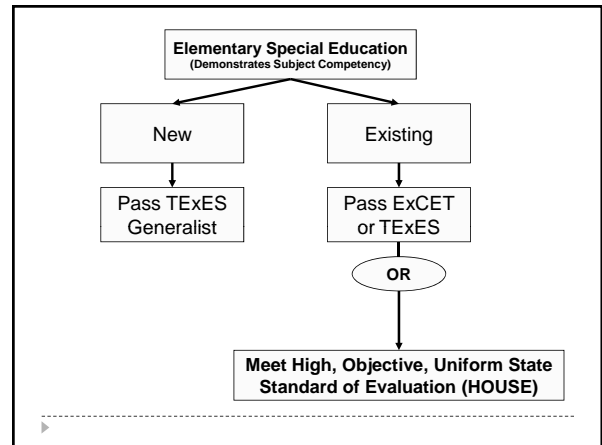 Elementary Special Education
(Demonstrates Subject Competency)
New
Existing
Pass TExES
Generalist
Pass ExCET
or TExES
OR
Meet High, Objective, Uniform State
Standard of Evaluation (HOUSE)